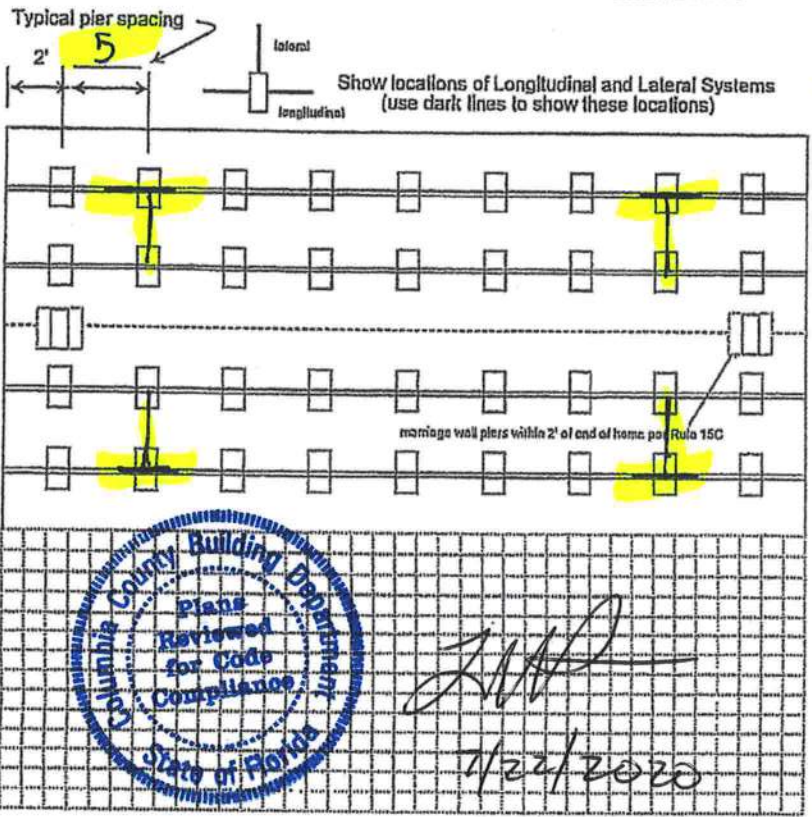 Typical pier spacing
2'
5
lateral
longitudinal
Show locations of Longitudinal and Lateral Systems
(use dark lines to show these locations)
marriage wall piers within 2' of end of home per Rule 15C
Columbia County Building Department
Plans
Reviewed
for Code
Compliance
State of Florida
7/22/2020